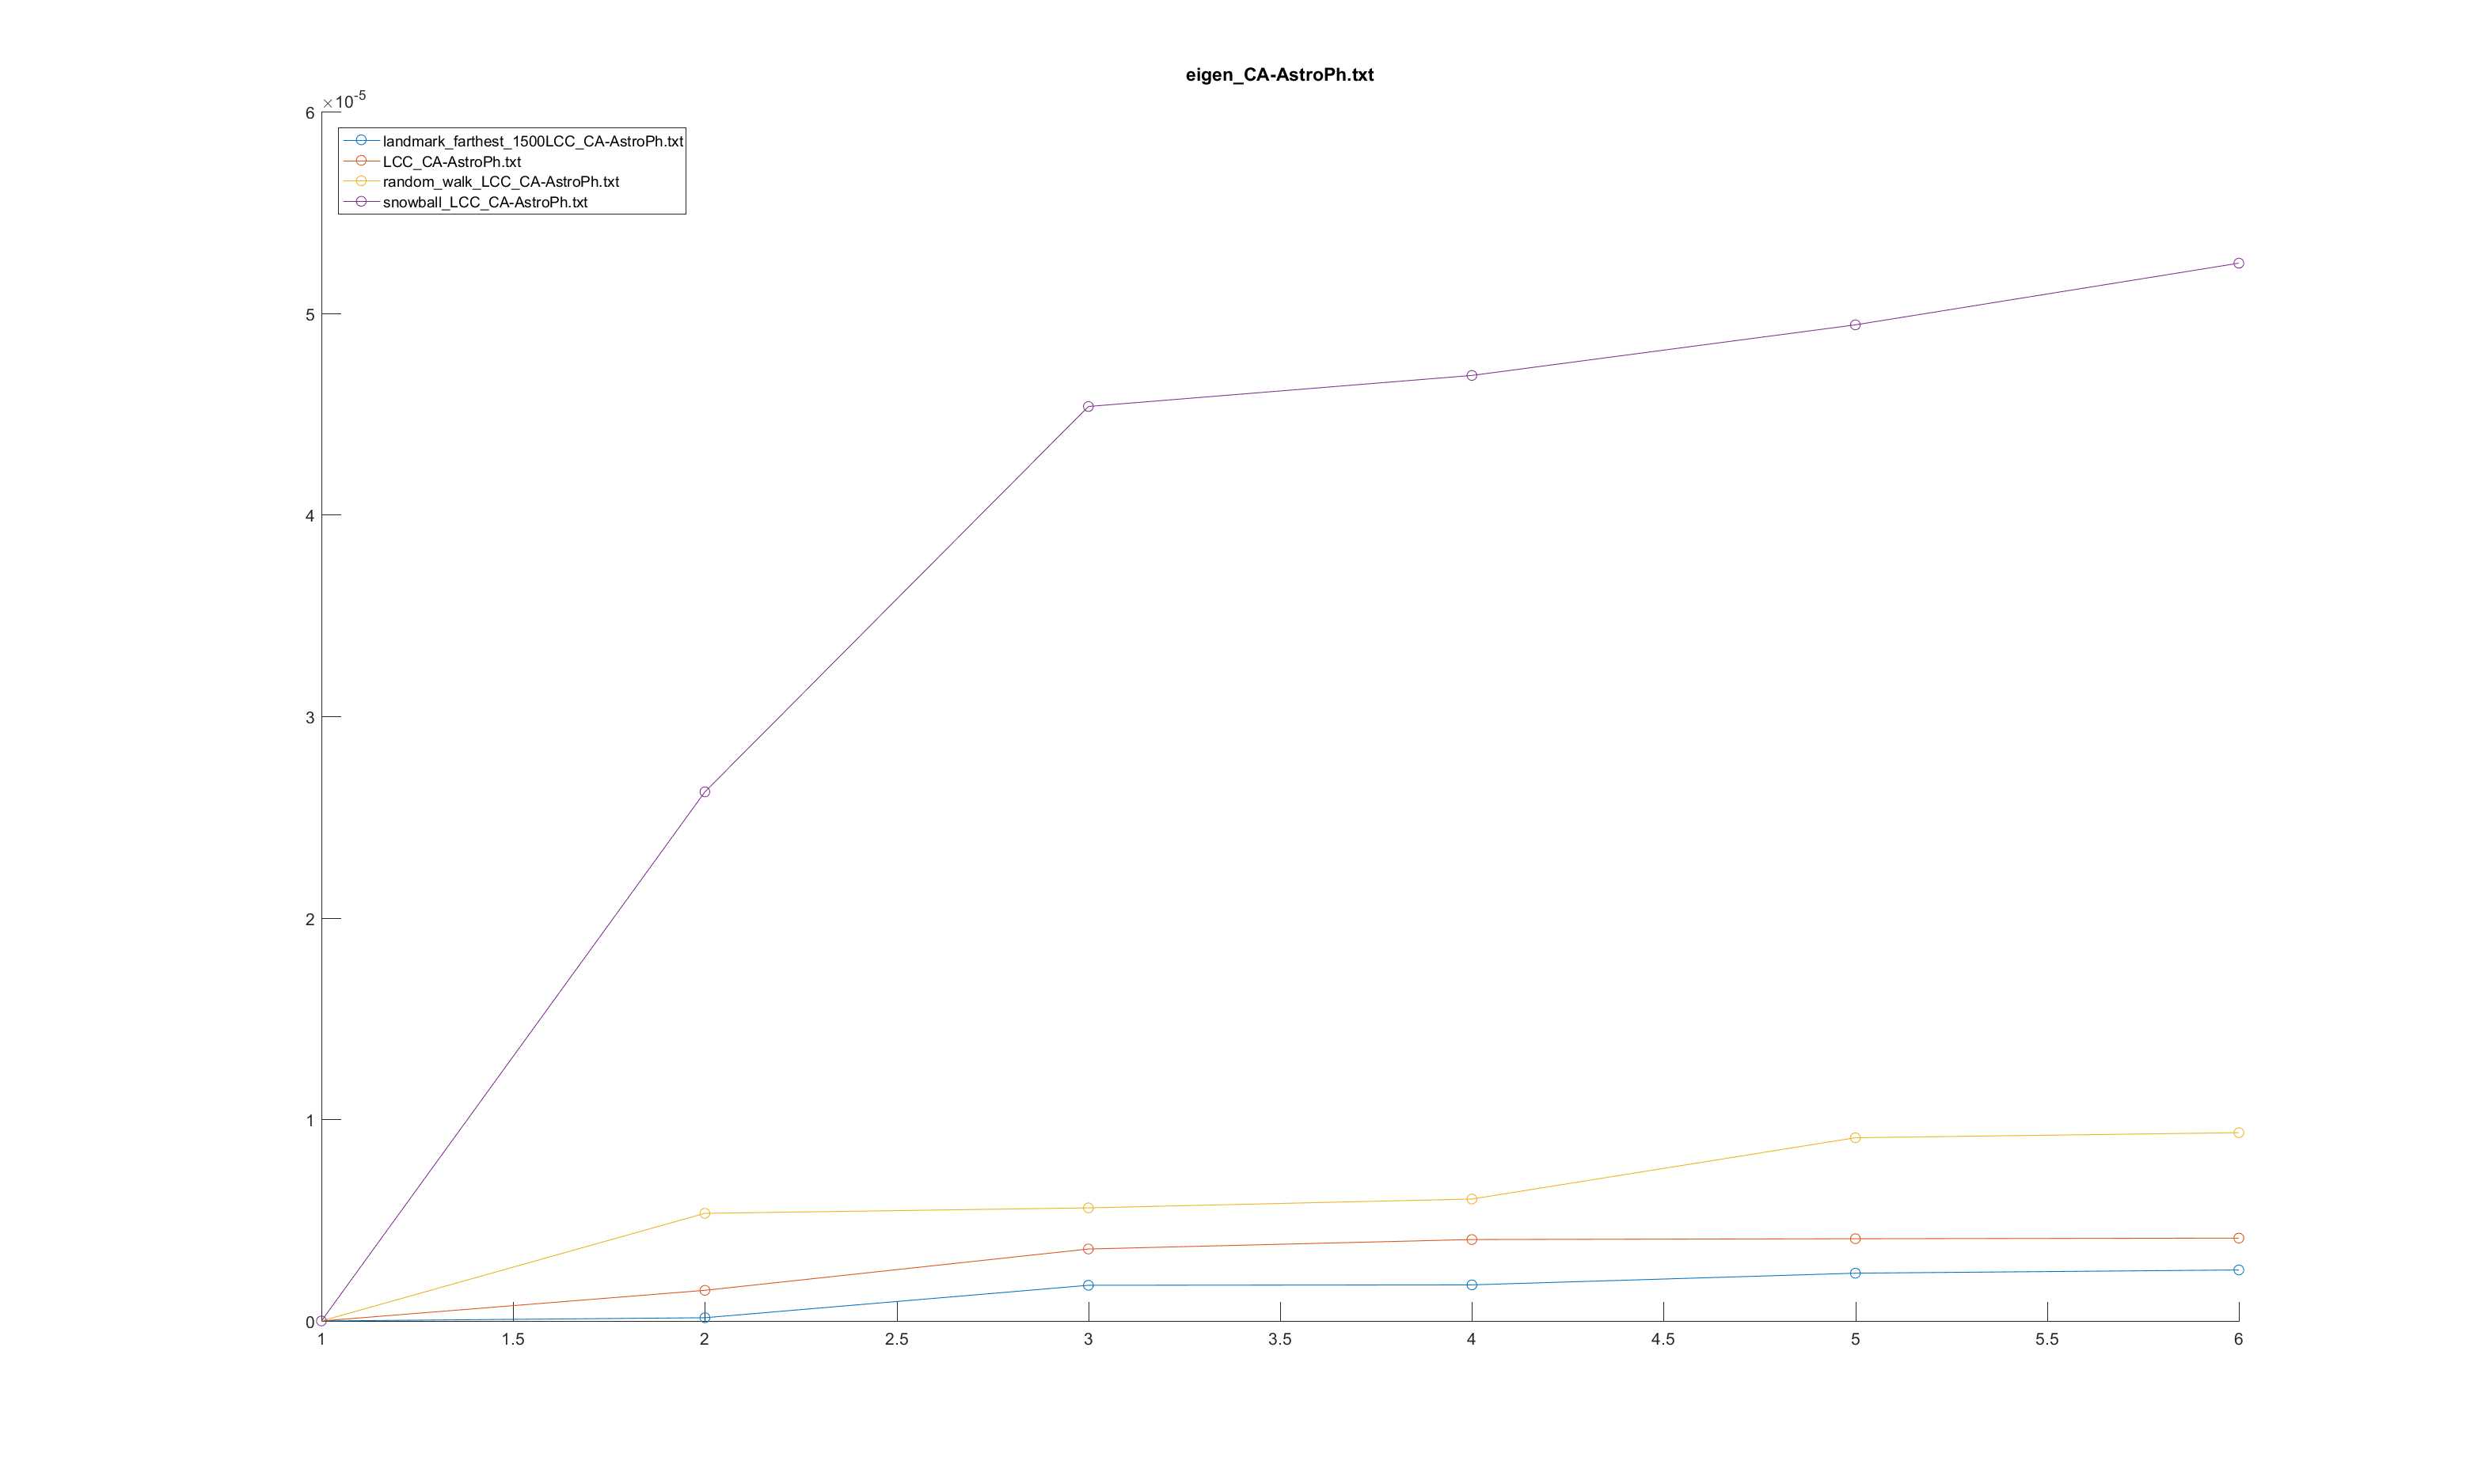 eigen_CA-AstroPh.txt
×10-5
landmark_farthest_1500LCC_CA-AstroPh.txt
LCC_CA-AstroPh.txt
random_walk_LCC_CA-AstroPh.txt
snowball_LCC_CA-AstroPh.txt
6
5
4
3
2
1
0
1 1.5 2 2.5 3 3.5 4 4.5 5 5.5 6